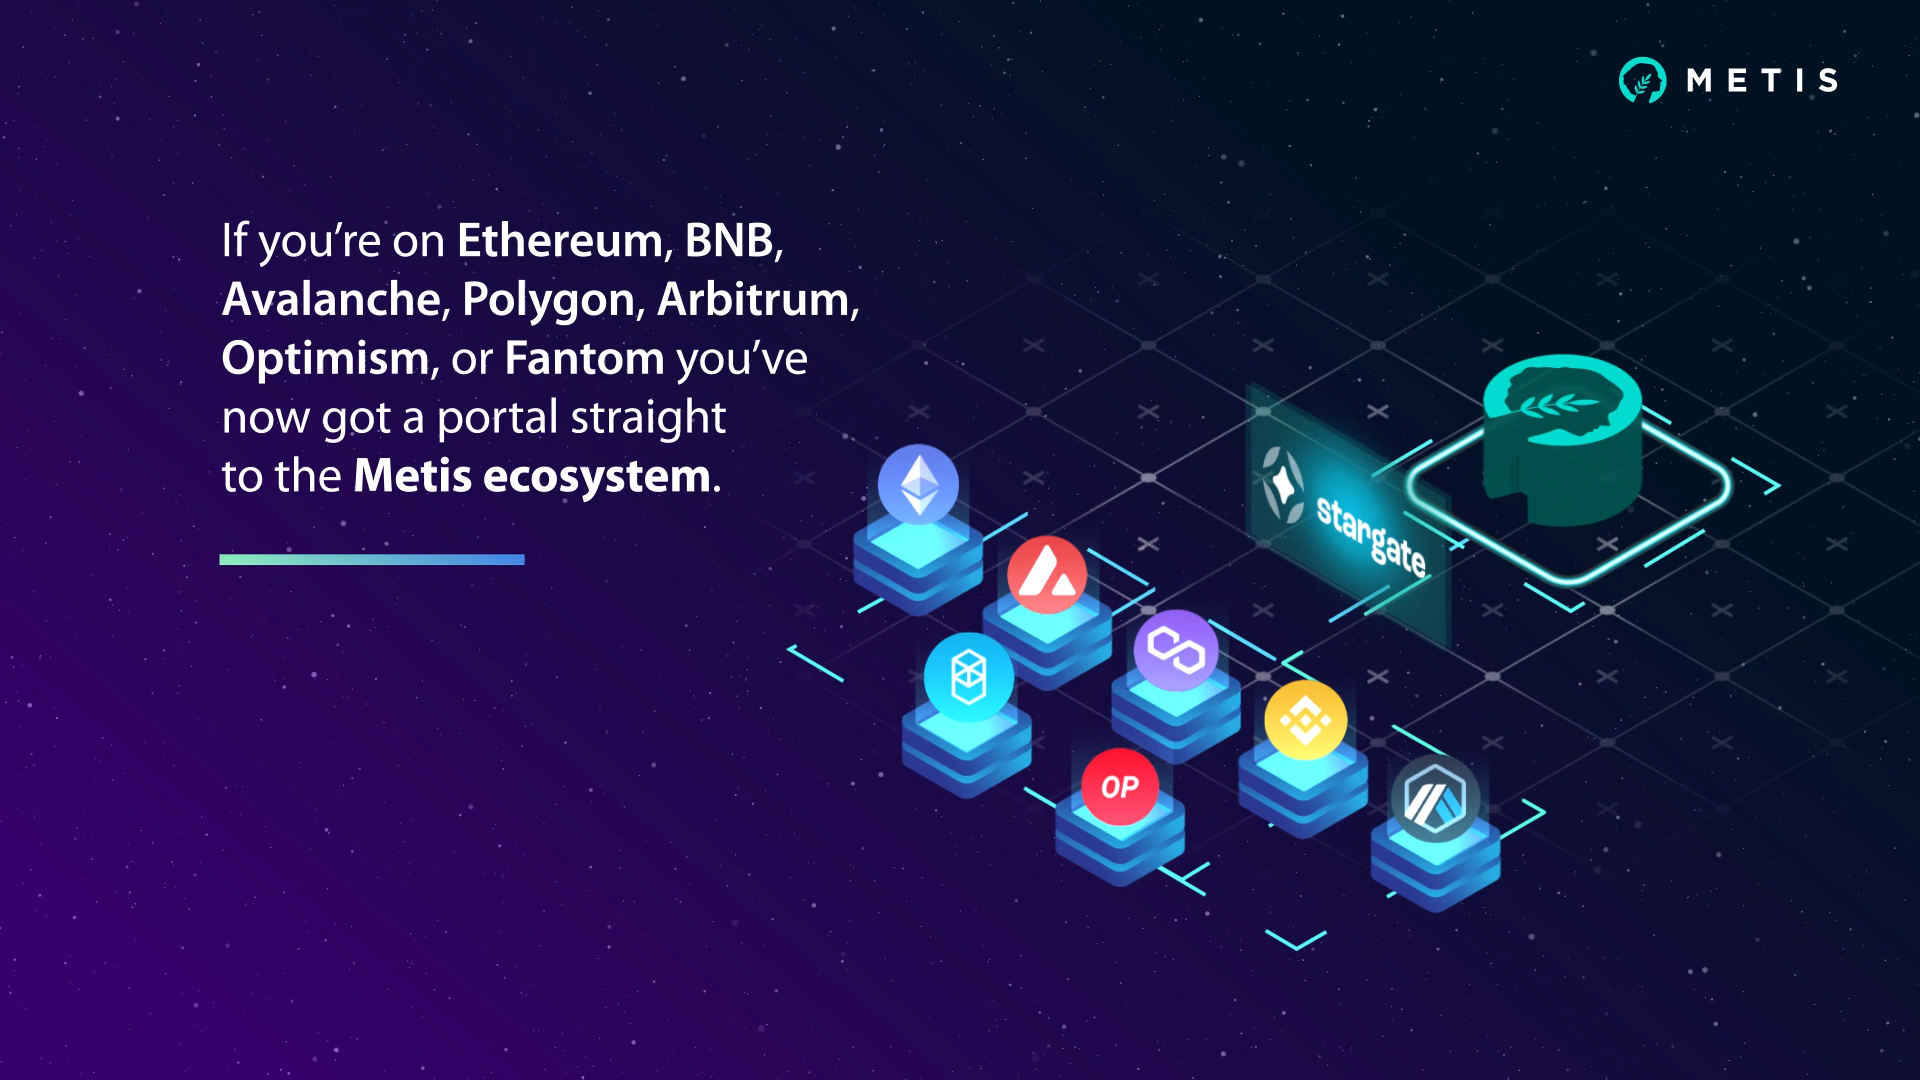 METIS
If you’re on Ethereum, BNB,
Avalanche, Polygon, Arbitrum,
Optimism, or Fantom you’ve
now got a portal straight
to the Metis ecosystem.
stargate
OP